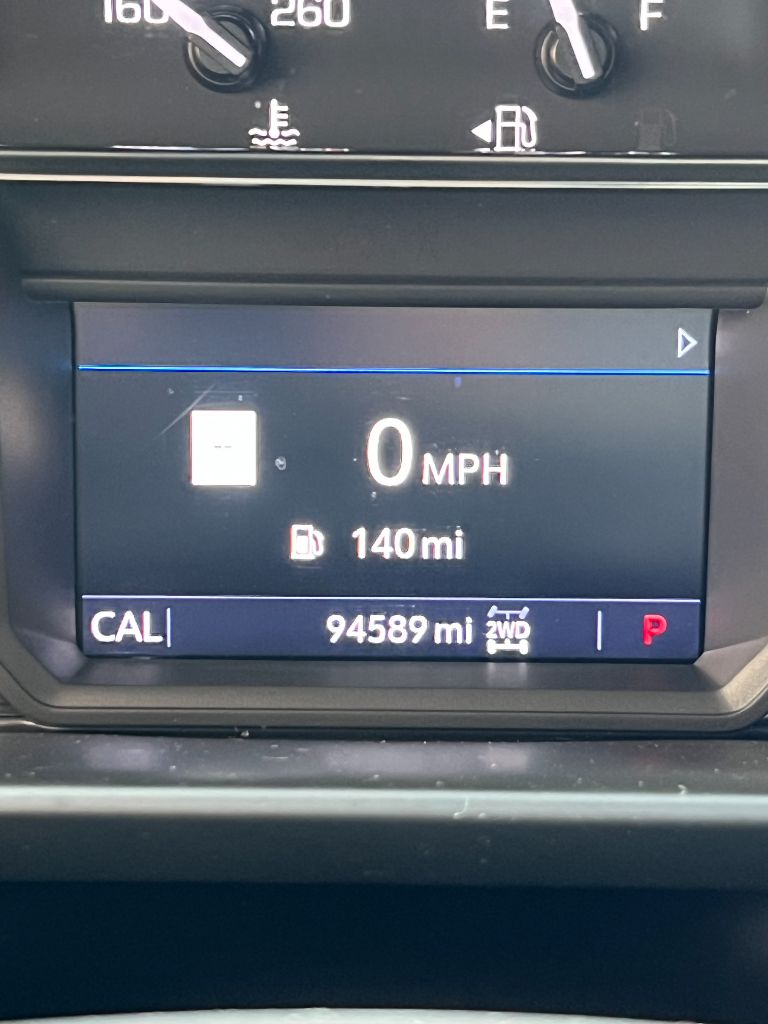 160 260 E F
--
0 MPH
140 mi
CAL 94589 mi 2WD P